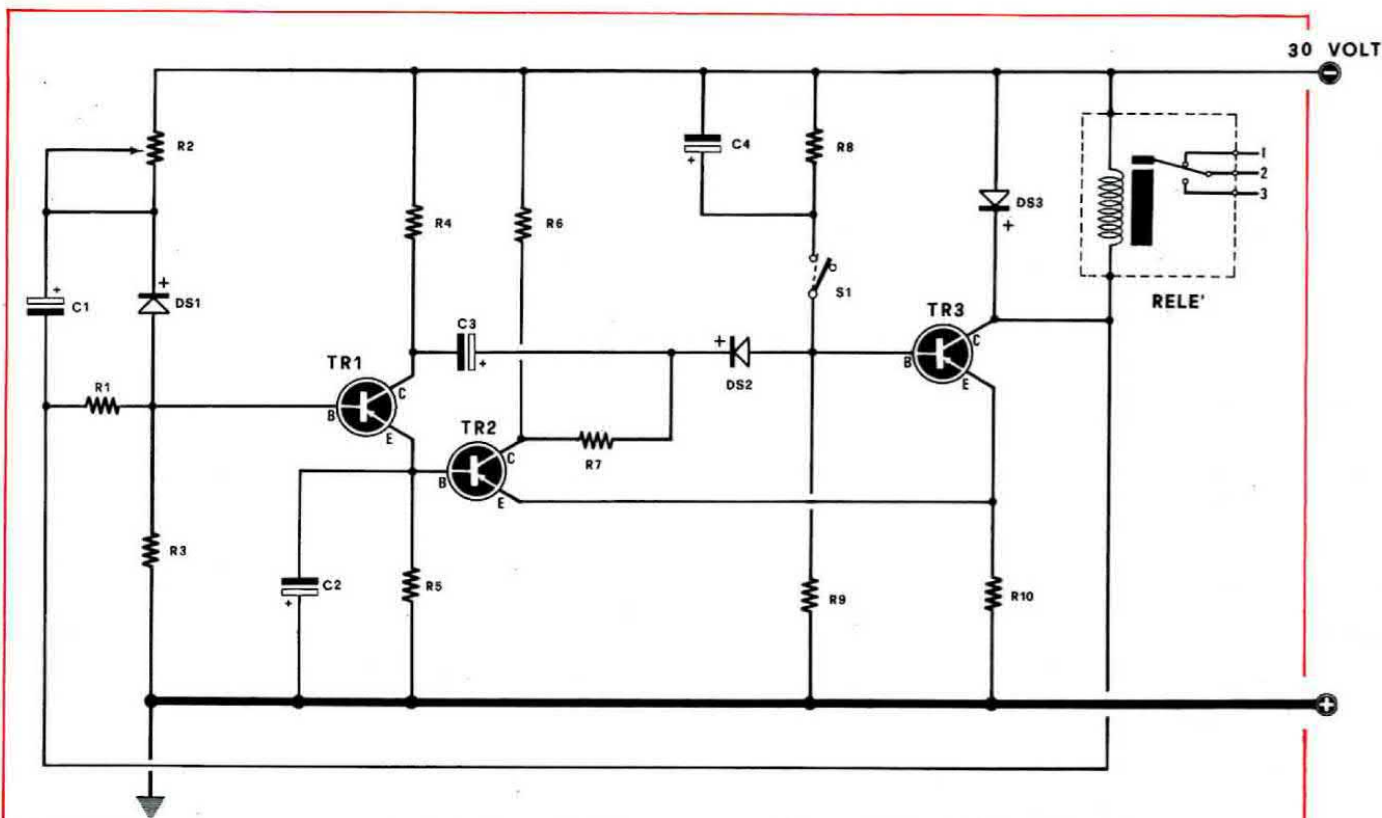 30 VOLT
−
R2
C4
+
R8
1
2
3
R4
R6
DS3
+
+
C1
+
DS1
S1
RELE'
C3
+
TR3
B
C
E
+
DS2
TR1
R1
B
C
E
TR2
B
C
E
R7
R3
C2
+
R5
R9
R10
+